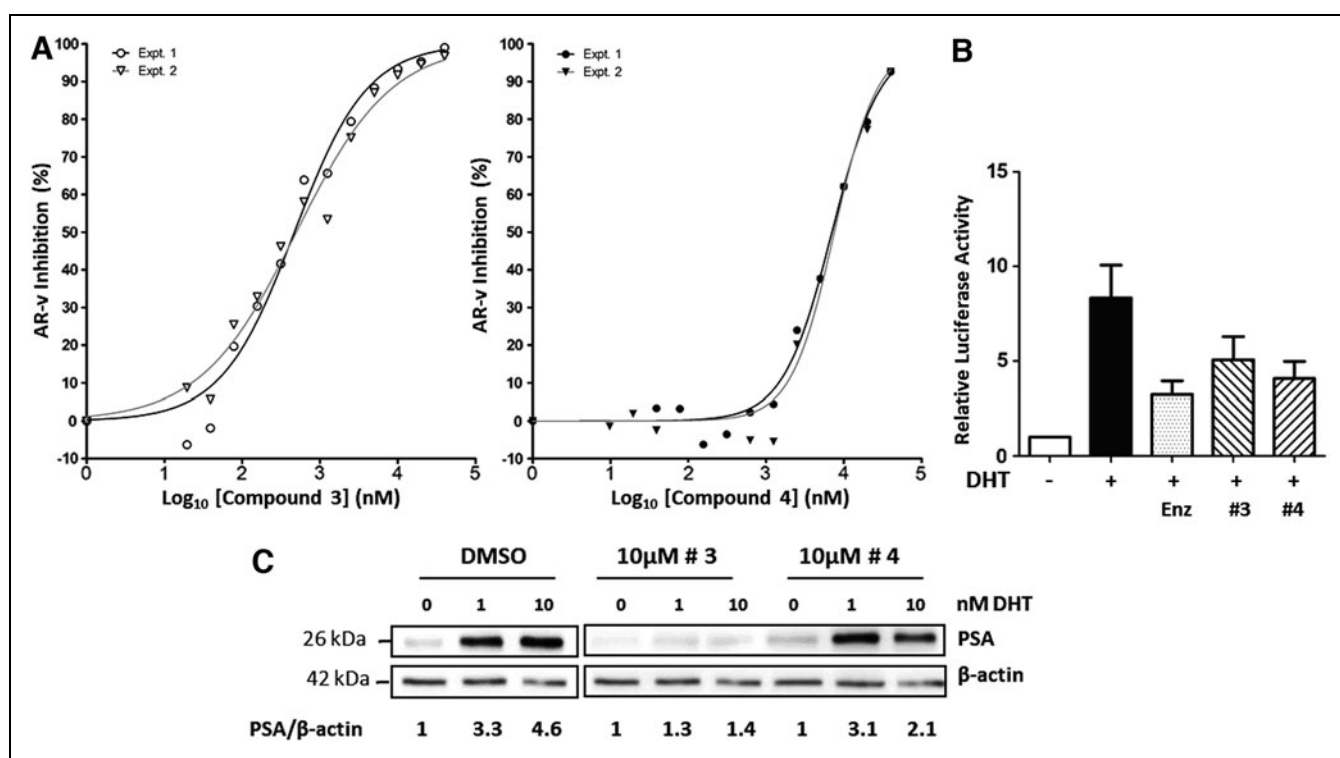 A
Expt. 1
Expt. 2
100
90
80
70
60
50
40
30
20
10
0
-10
AR-v Inhibition (%)
0 1 2 3 4 5
Log10 [Compound 3] (nM)
Expt. 1
Expt. 2
100
90
80
70
60
50
40
30
20
10
0
-10
AR-v Inhibition (%)
0 1 2 3 4 5
Log10 [Compound 4] (nM)
B
15
10
5
0
Relative Luciferase Activity
DHT - + + + +
Enz #3 #4
C
DMSO 10µM # 3 10µM # 4
0 1 10 0 1 10 0 1 10 nM DHT
26 kDa PSA
42 kDa β-actin
PSA/β-actin 1 3.3 4.6 1 1.3 1.4 1 3.1 2.1